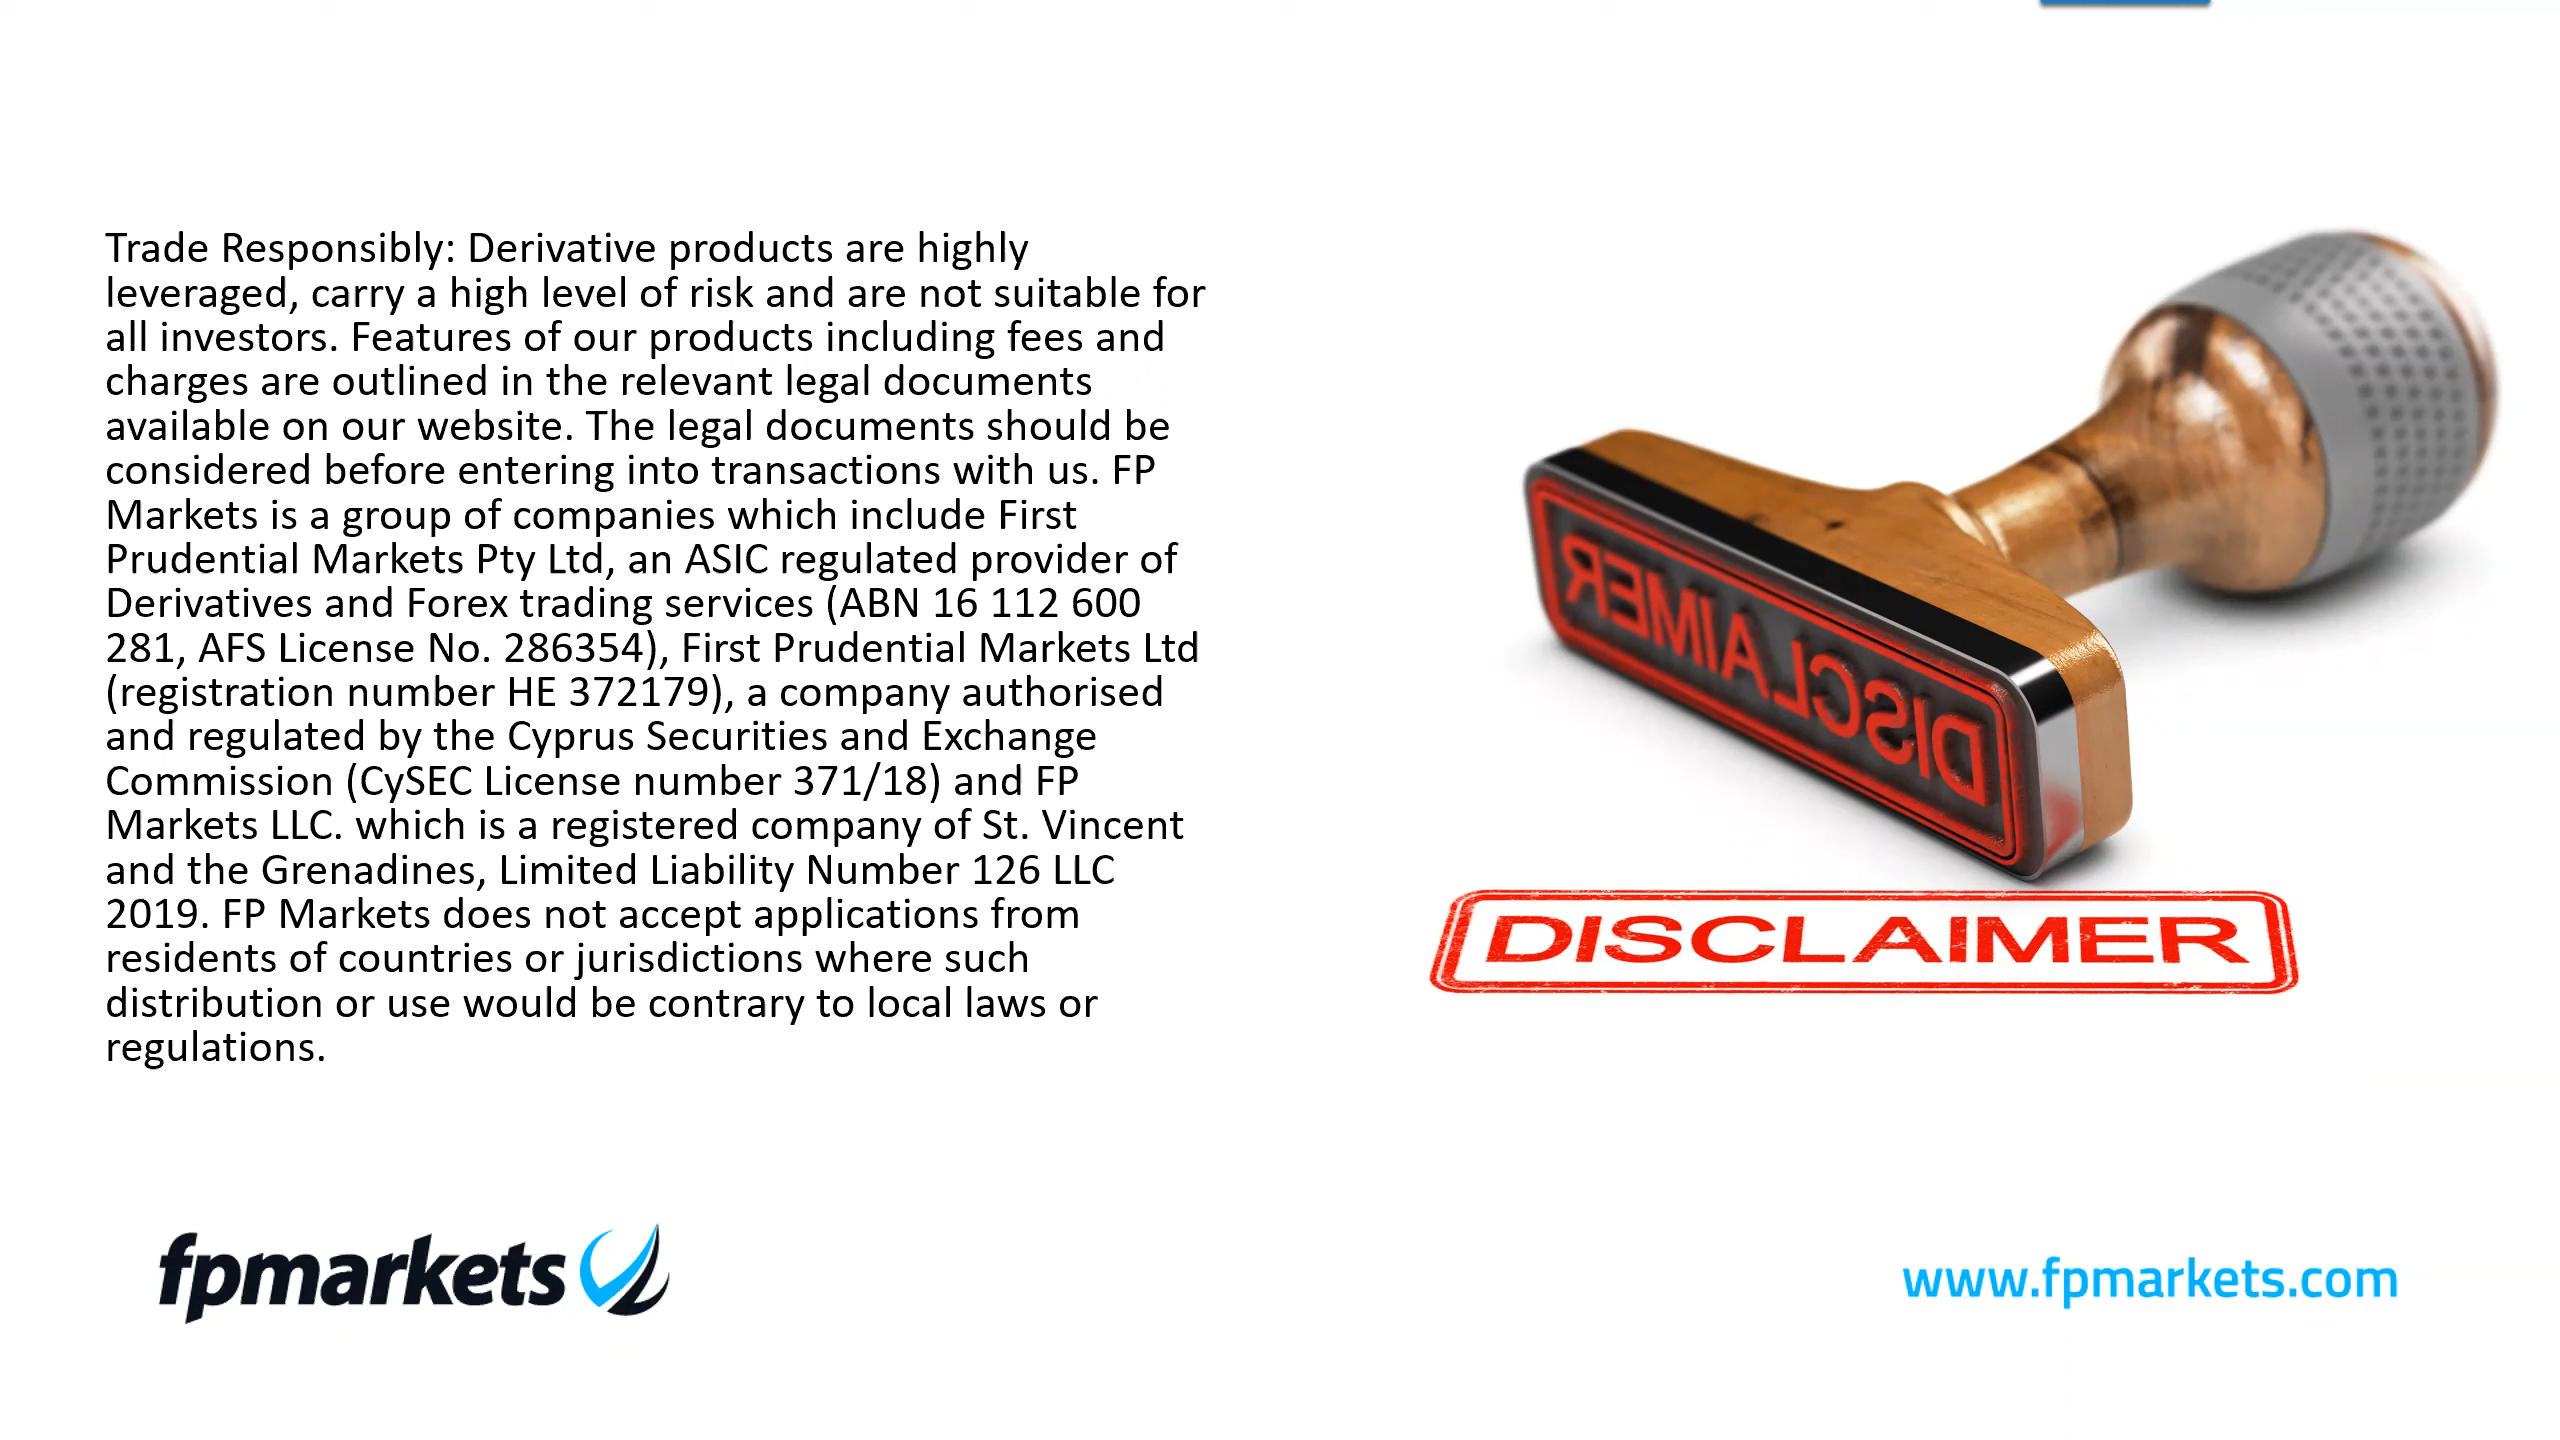 Trade Responsibly: Derivative products are highly
leveraged, carry a high level of risk and are not suitable for
all investors. Features of our products including fees and
charges are outlined in the relevant legal documents
available on our website. The legal documents should be
considered before entering into transactions with us. FP
Markets is a group of companies which include First
Prudential Markets Pty Ltd, an ASIC regulated provider of
Derivatives and Forex trading services (ABN 16 112 600
281, AFS License No. 286354), First Prudential Markets Ltd
(registration number HE 372179), a company authorised
and regulated by the Cyprus Securities and Exchange
Commission (CySEC License number 371/18) and FP
Markets LLC. which is a registered company of St. Vincent
and the Grenadines, Limited Liability Number 126 LLC
2019. FP Markets does not accept applications from
residents of countries or jurisdictions where such
distribution or use would be contrary to local laws or
regulations.
DISCLAIMER
DISCLAIMER
fpmarkets
www.fpmarkets.com